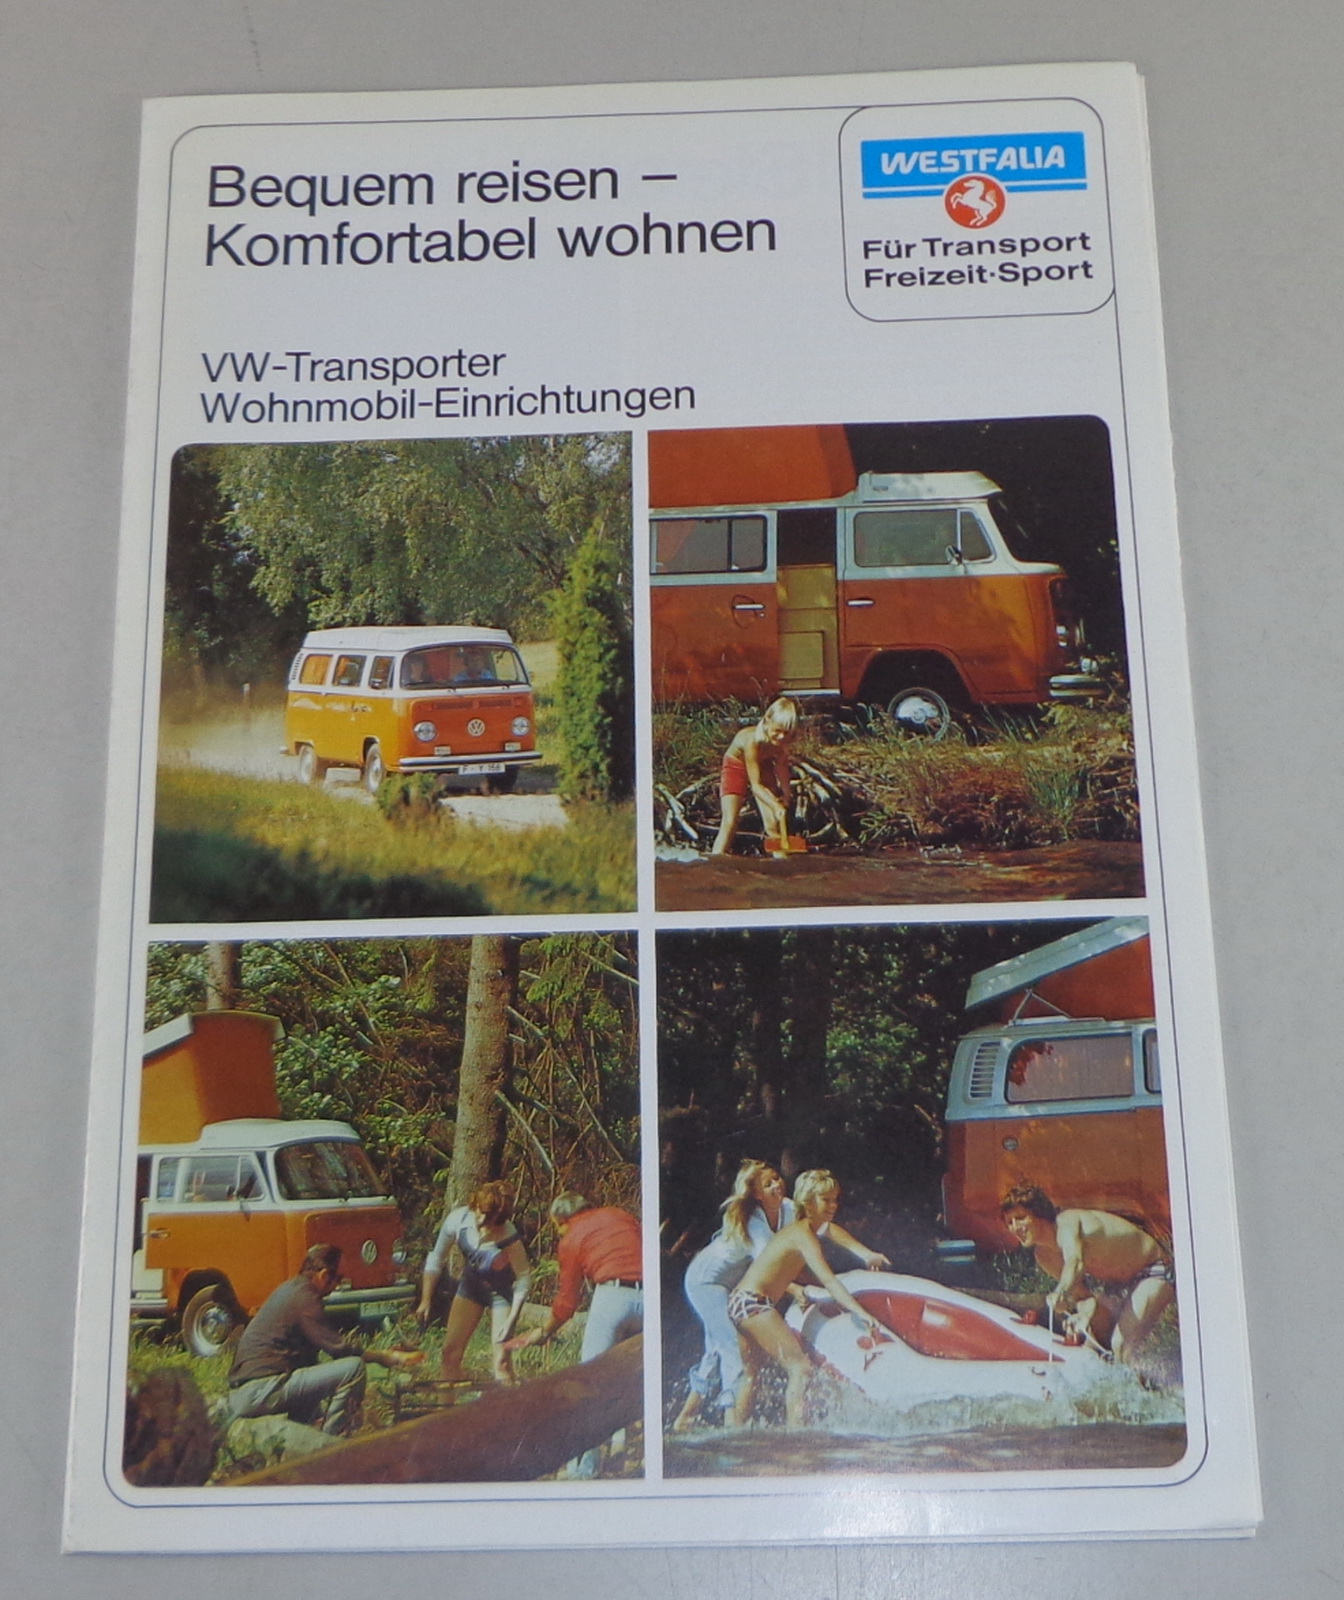 Bequem reisen –
Komfortabel wohnen
WESTFALIA
Für Transport
Freizeit·Sport
VW-Transporter
Wohnmobil-Einrichtungen